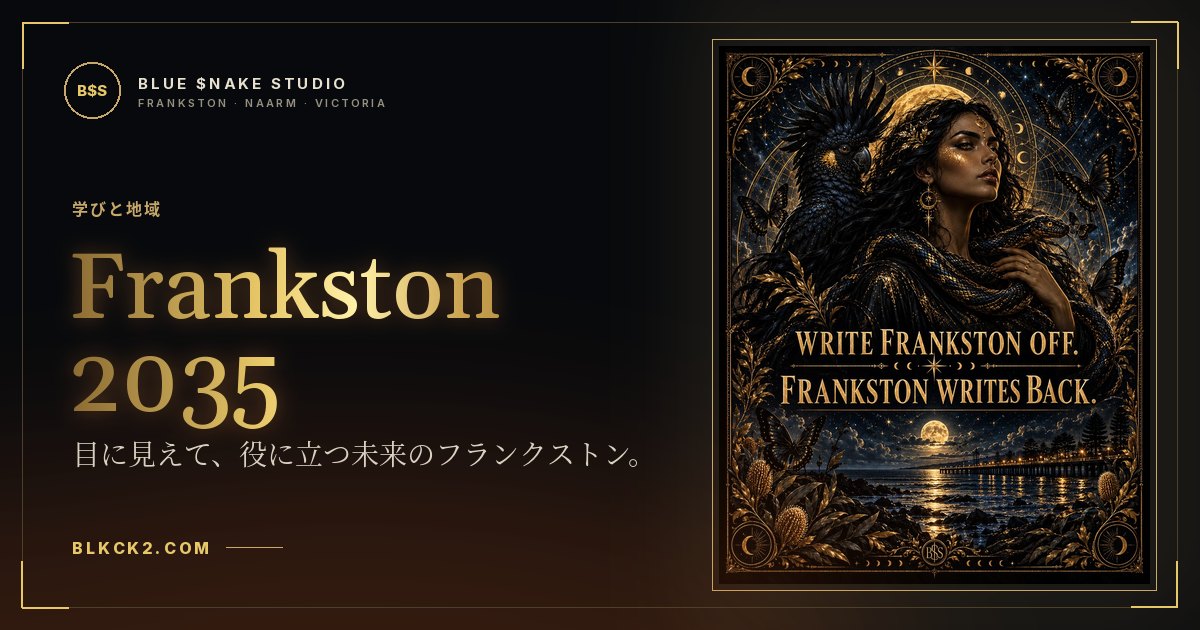 B$S
BLUE $NAKE STUDIO
FRANKSTON · NAARM · VICTORIA
学びと地域
Frankston
2035
目に見えて、役に立つ未来のフランクストン。
BLKCK2.COM
WRITE FRANKSTON OFF.
FRANKSTON WRITES BACK.
B$S